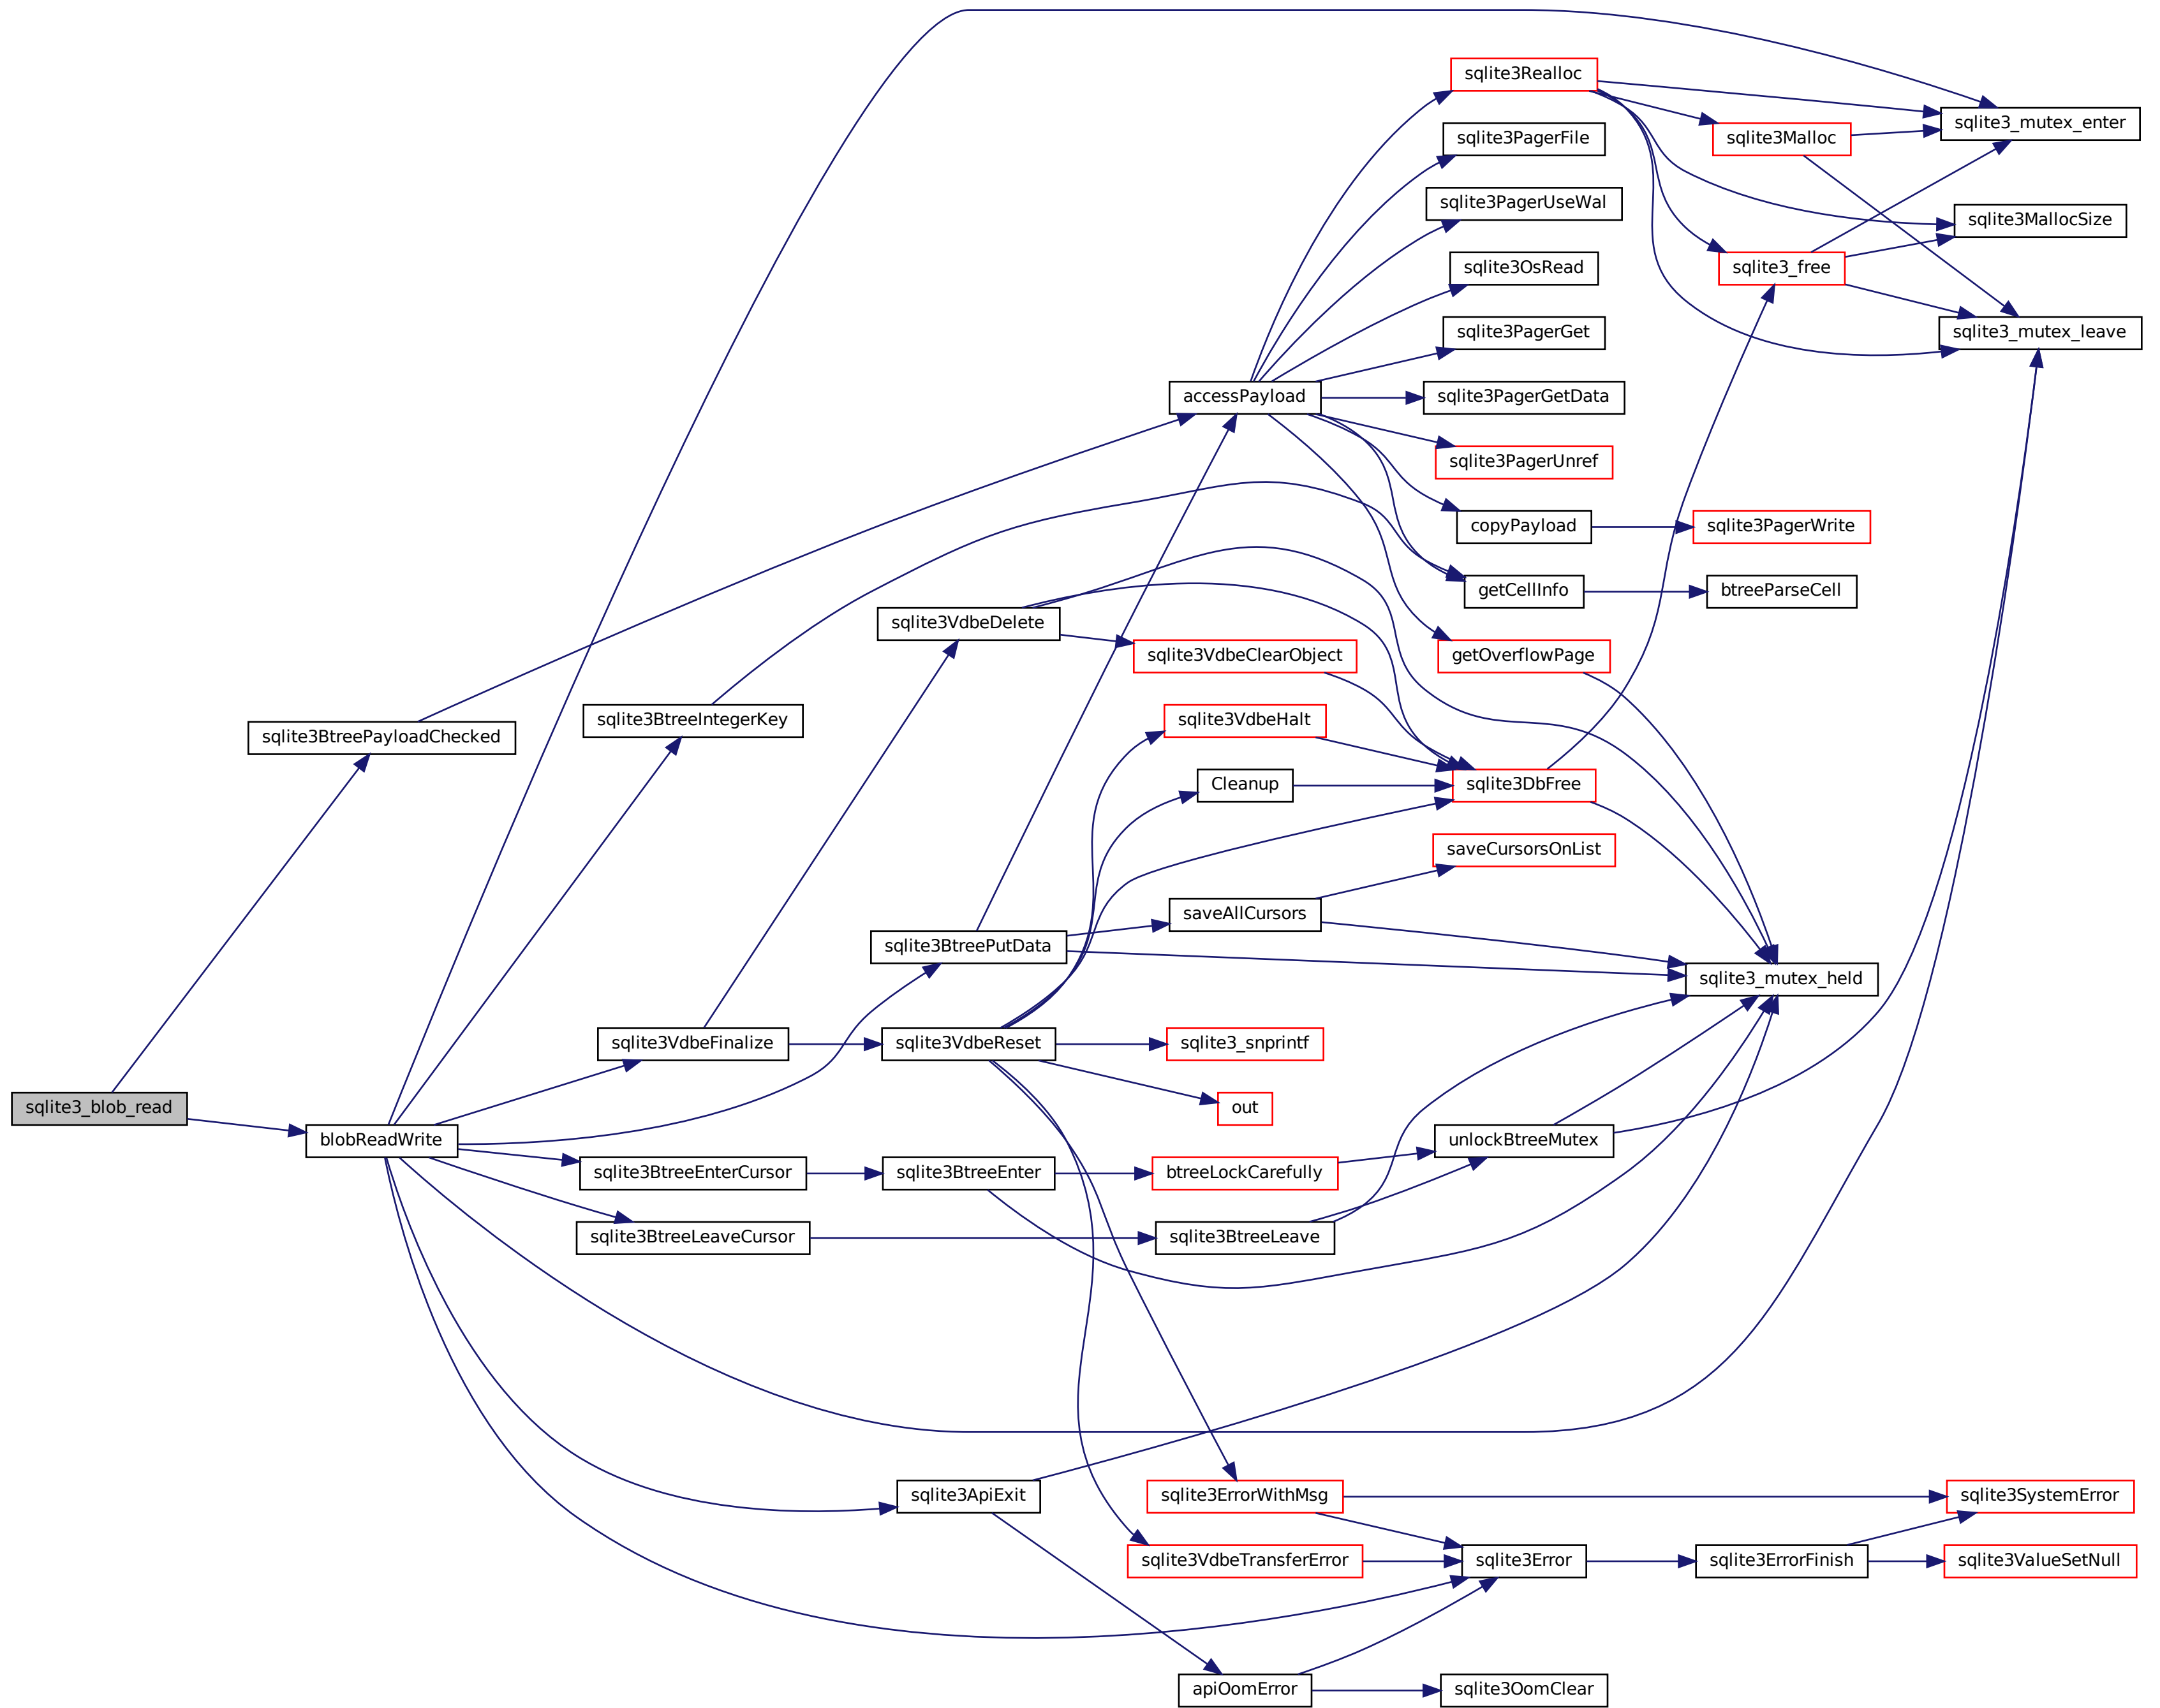 sqlite3Realloc
sqlite3_mutex_enter
sqlite3PagerFile
sqlite3Malloc
sqlite3PagerUseWal
sqlite3MallocSize
sqlite3OsRead
sqlite3_free
sqlite3PagerGet
sqlite3_mutex_leave
accessPayload
sqlite3PagerGetData
sqlite3PagerUnref
copyPayload
sqlite3PagerWrite
getCellInfo
btreeParseCell
sqlite3VdbeDelete
sqlite3VdbeClearObject
getOverflowPage
sqlite3BtreePayloadChecked
sqlite3BtreeIntegerKey
sqlite3VdbeHalt
Cleanup
sqlite3DbFree
saveCursorsOnList
saveAllCursors
sqlite3BtreePutData
sqlite3_mutex_held
sqlite3VdbeFinalize
sqlite3VdbeReset
sqlite3_snprintf
sqlite3_blob_read
out
blobReadWrite
unlockBtreeMutex
sqlite3BtreeEnterCursor
sqlite3BtreeEnter
btreeLockCarefully
sqlite3BtreeLeaveCursor
sqlite3BtreeLeave
sqlite3ApiExit
sqlite3ErrorWithMsg
sqlite3SystemError
sqlite3VdbeTransferError
sqlite3Error
sqlite3ErrorFinish
sqlite3ValueSetNull
apiOomError
sqlite3OomClear